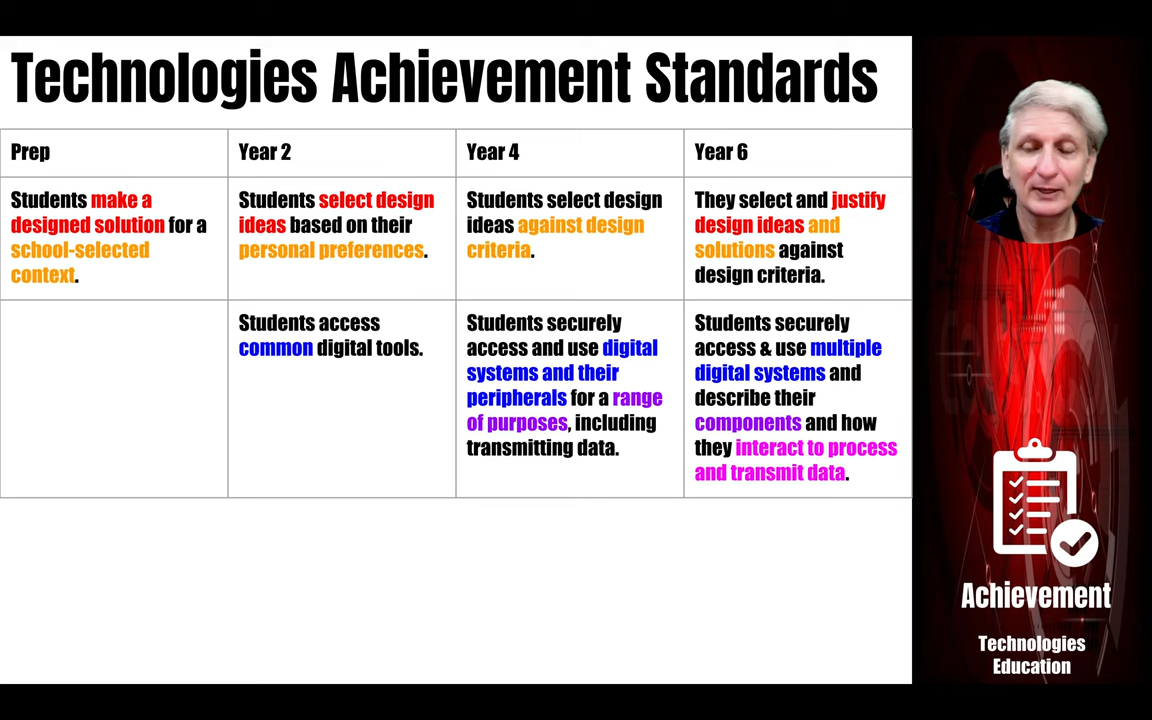 Technologies Achievement Standards
Prep
Year 2
Year 4
Year 6
Students make a
designed solution for a
school-selected
context.
Students select design
ideas based on their
personal preferences.
Students select design
ideas against design
criteria.
They select and justify
design ideas and
solutions against
design criteria.
Students access
common digital tools.
Students securely
access and use digital
systems and their
peripherals for a range
of purposes, including
transmitting data.
Students securely
access & use multiple
digital systems and
describe their
components and how
they interact to process
and transmit data.
Achievement
Technologies
Education